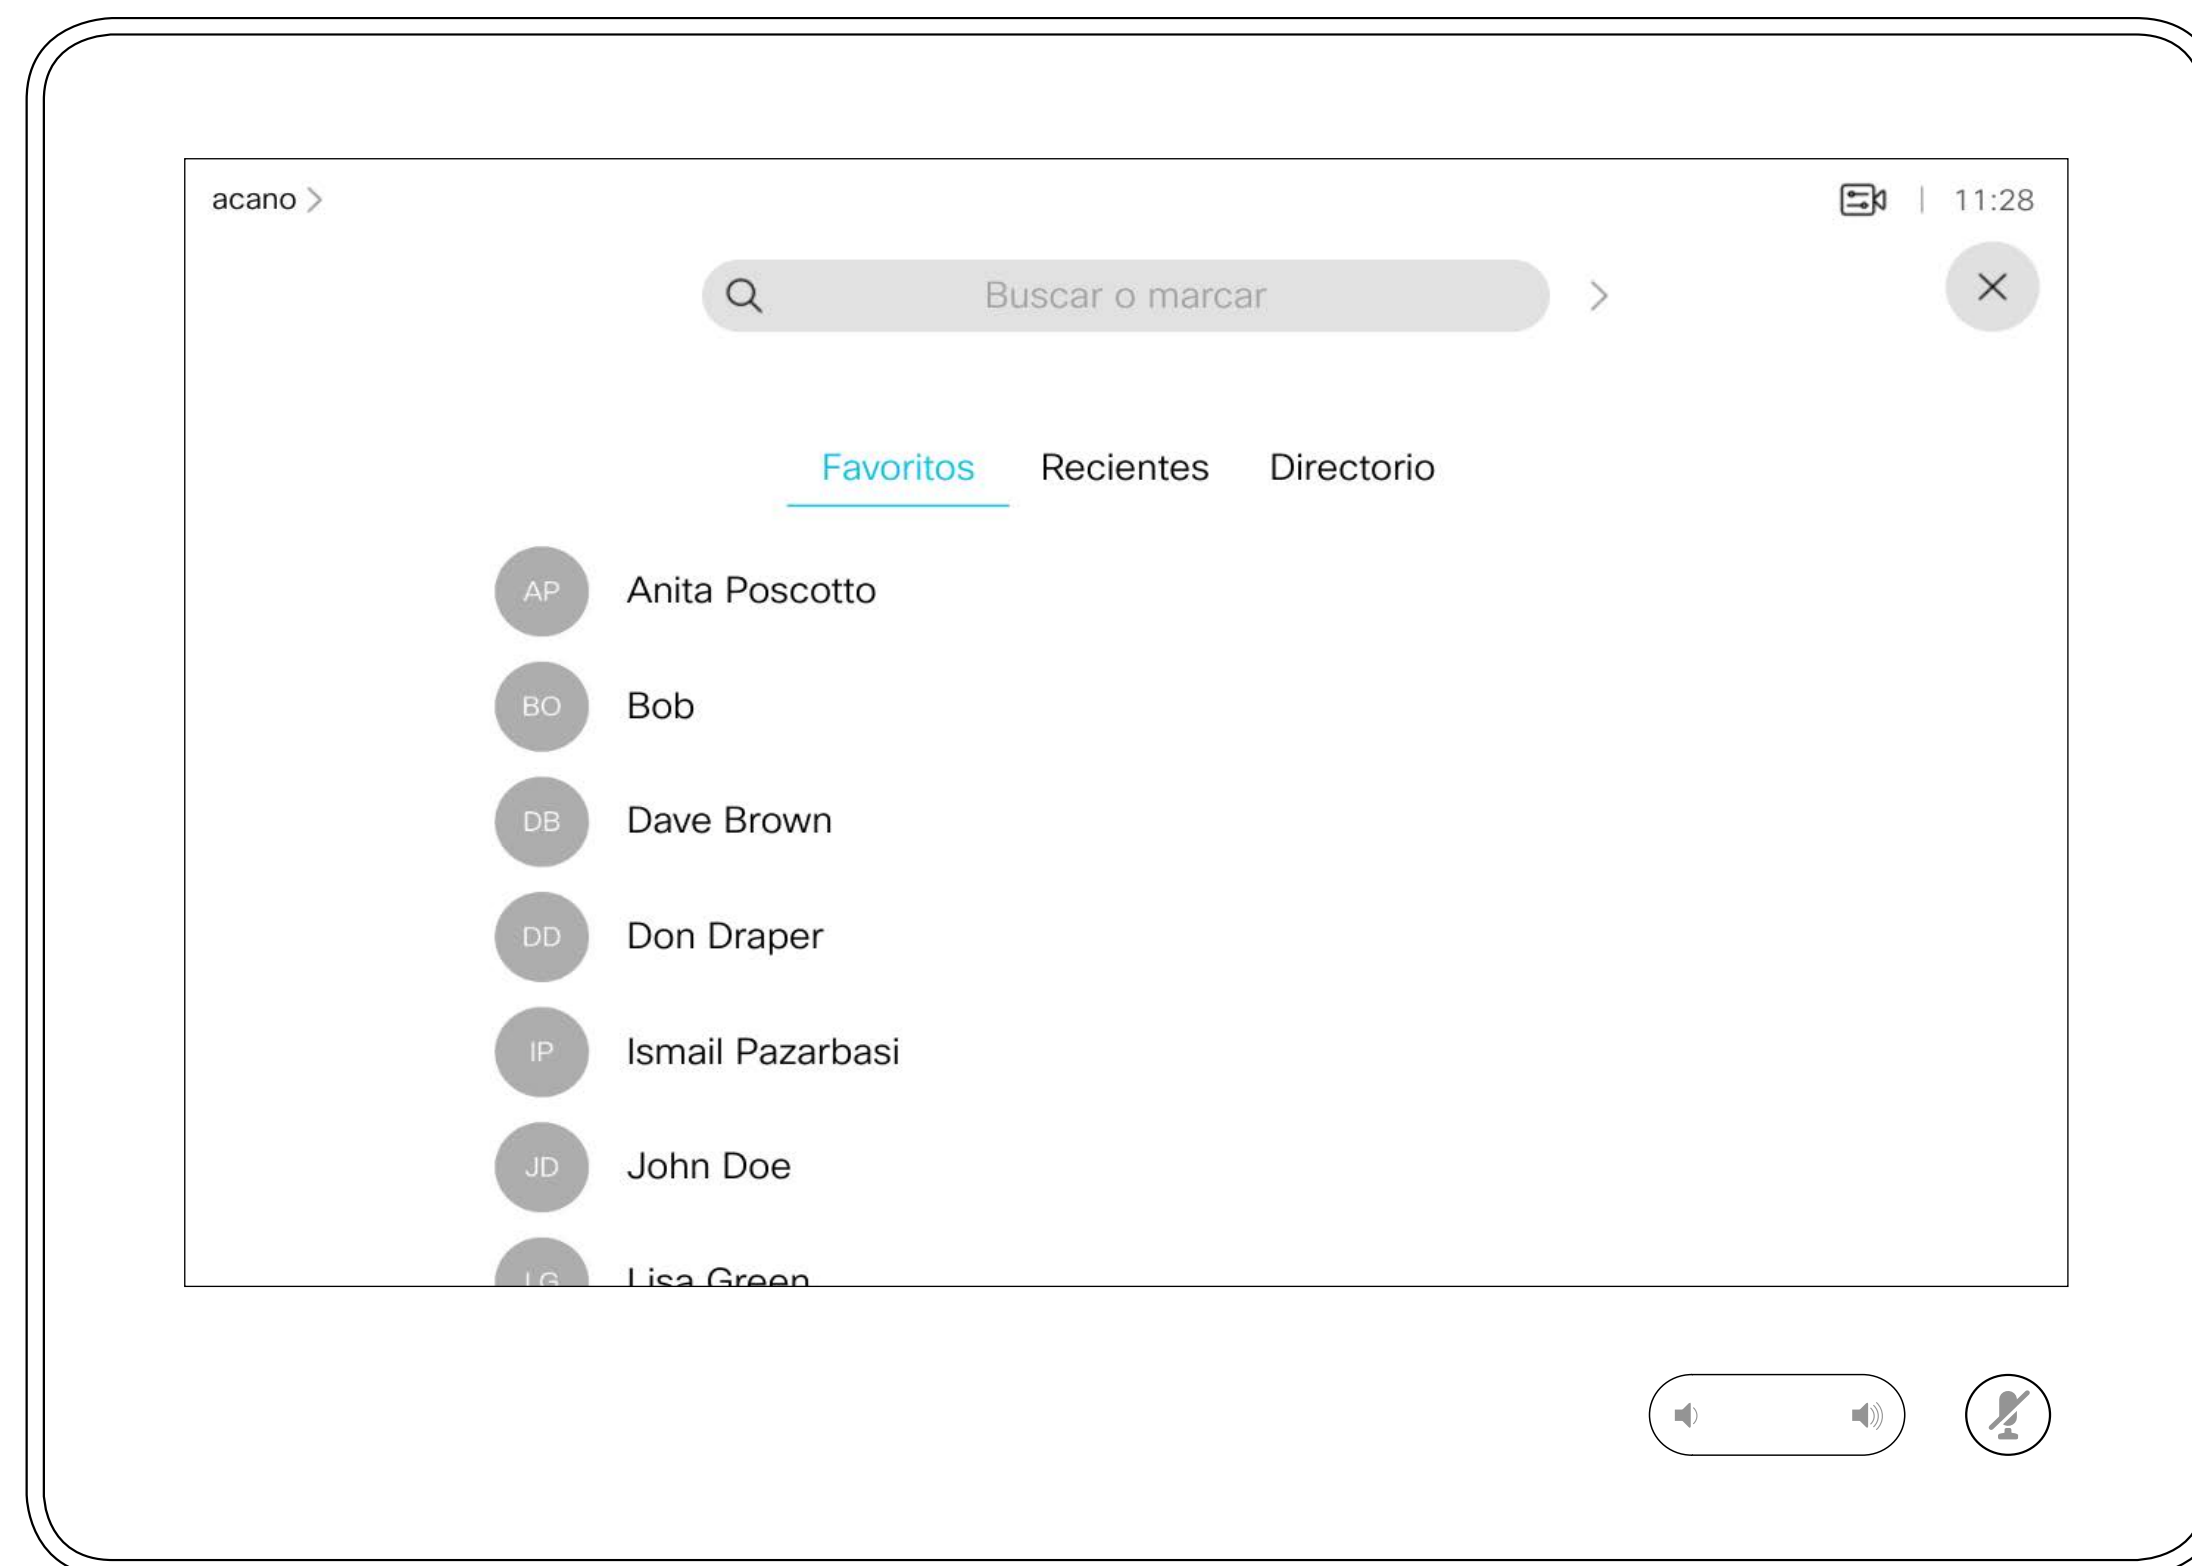 acano
11:28
Buscar o marcar
Favoritos Recientes Directorio
AP Anita Poscotto
BO Bob
DB Dave Brown
DD Don Draper
IP Ismail Pazarbasi
JD John Doe
LG Lisa Green